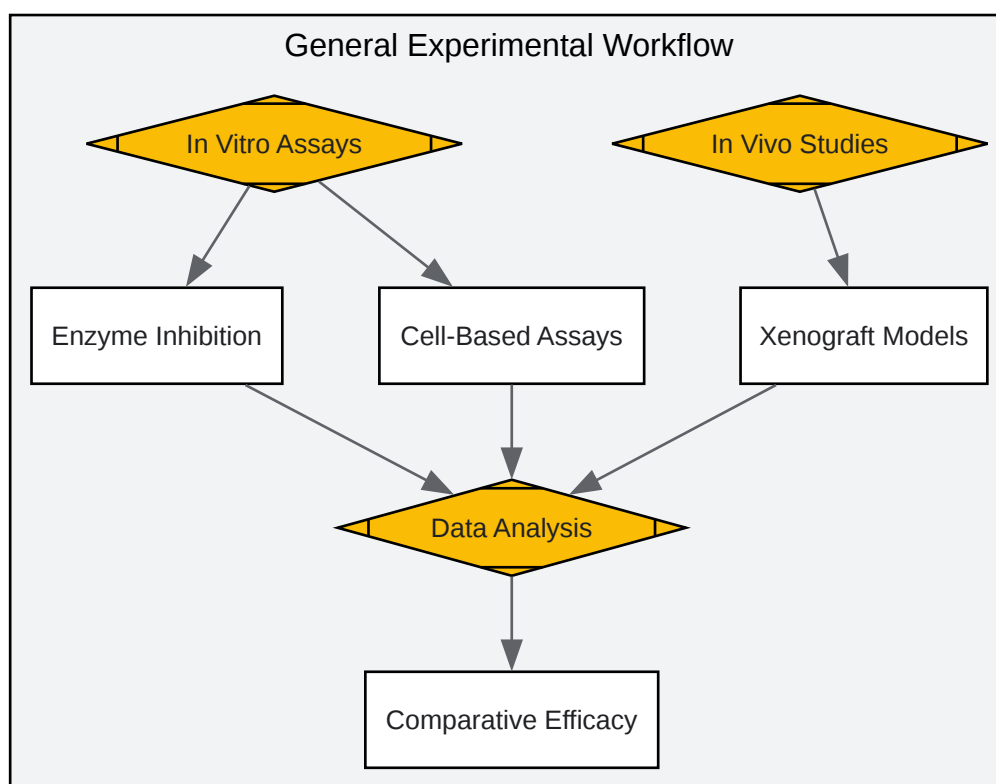 General Experimental Workflow
In Vitro Assays
In Vivo Studies
Enzyme Inhibition
Cell-Based Assays
Xenograft Models
Data Analysis
Comparative Efficacy